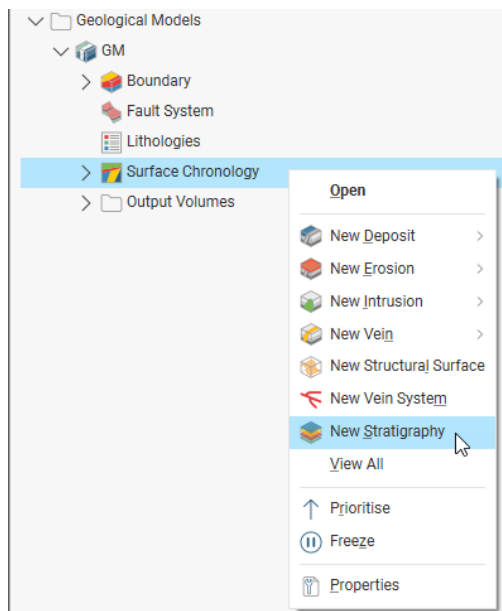 Geological Models
GM
Boundary
Fault System
Lithologies
Surface Chronology
Output Volumes
Open
New Deposit
New Erosion
New Intrusion
New Vein
New Structural Surface
New Vein System
New Stratigraphy
View All
Prioritise
Freeze
Properties